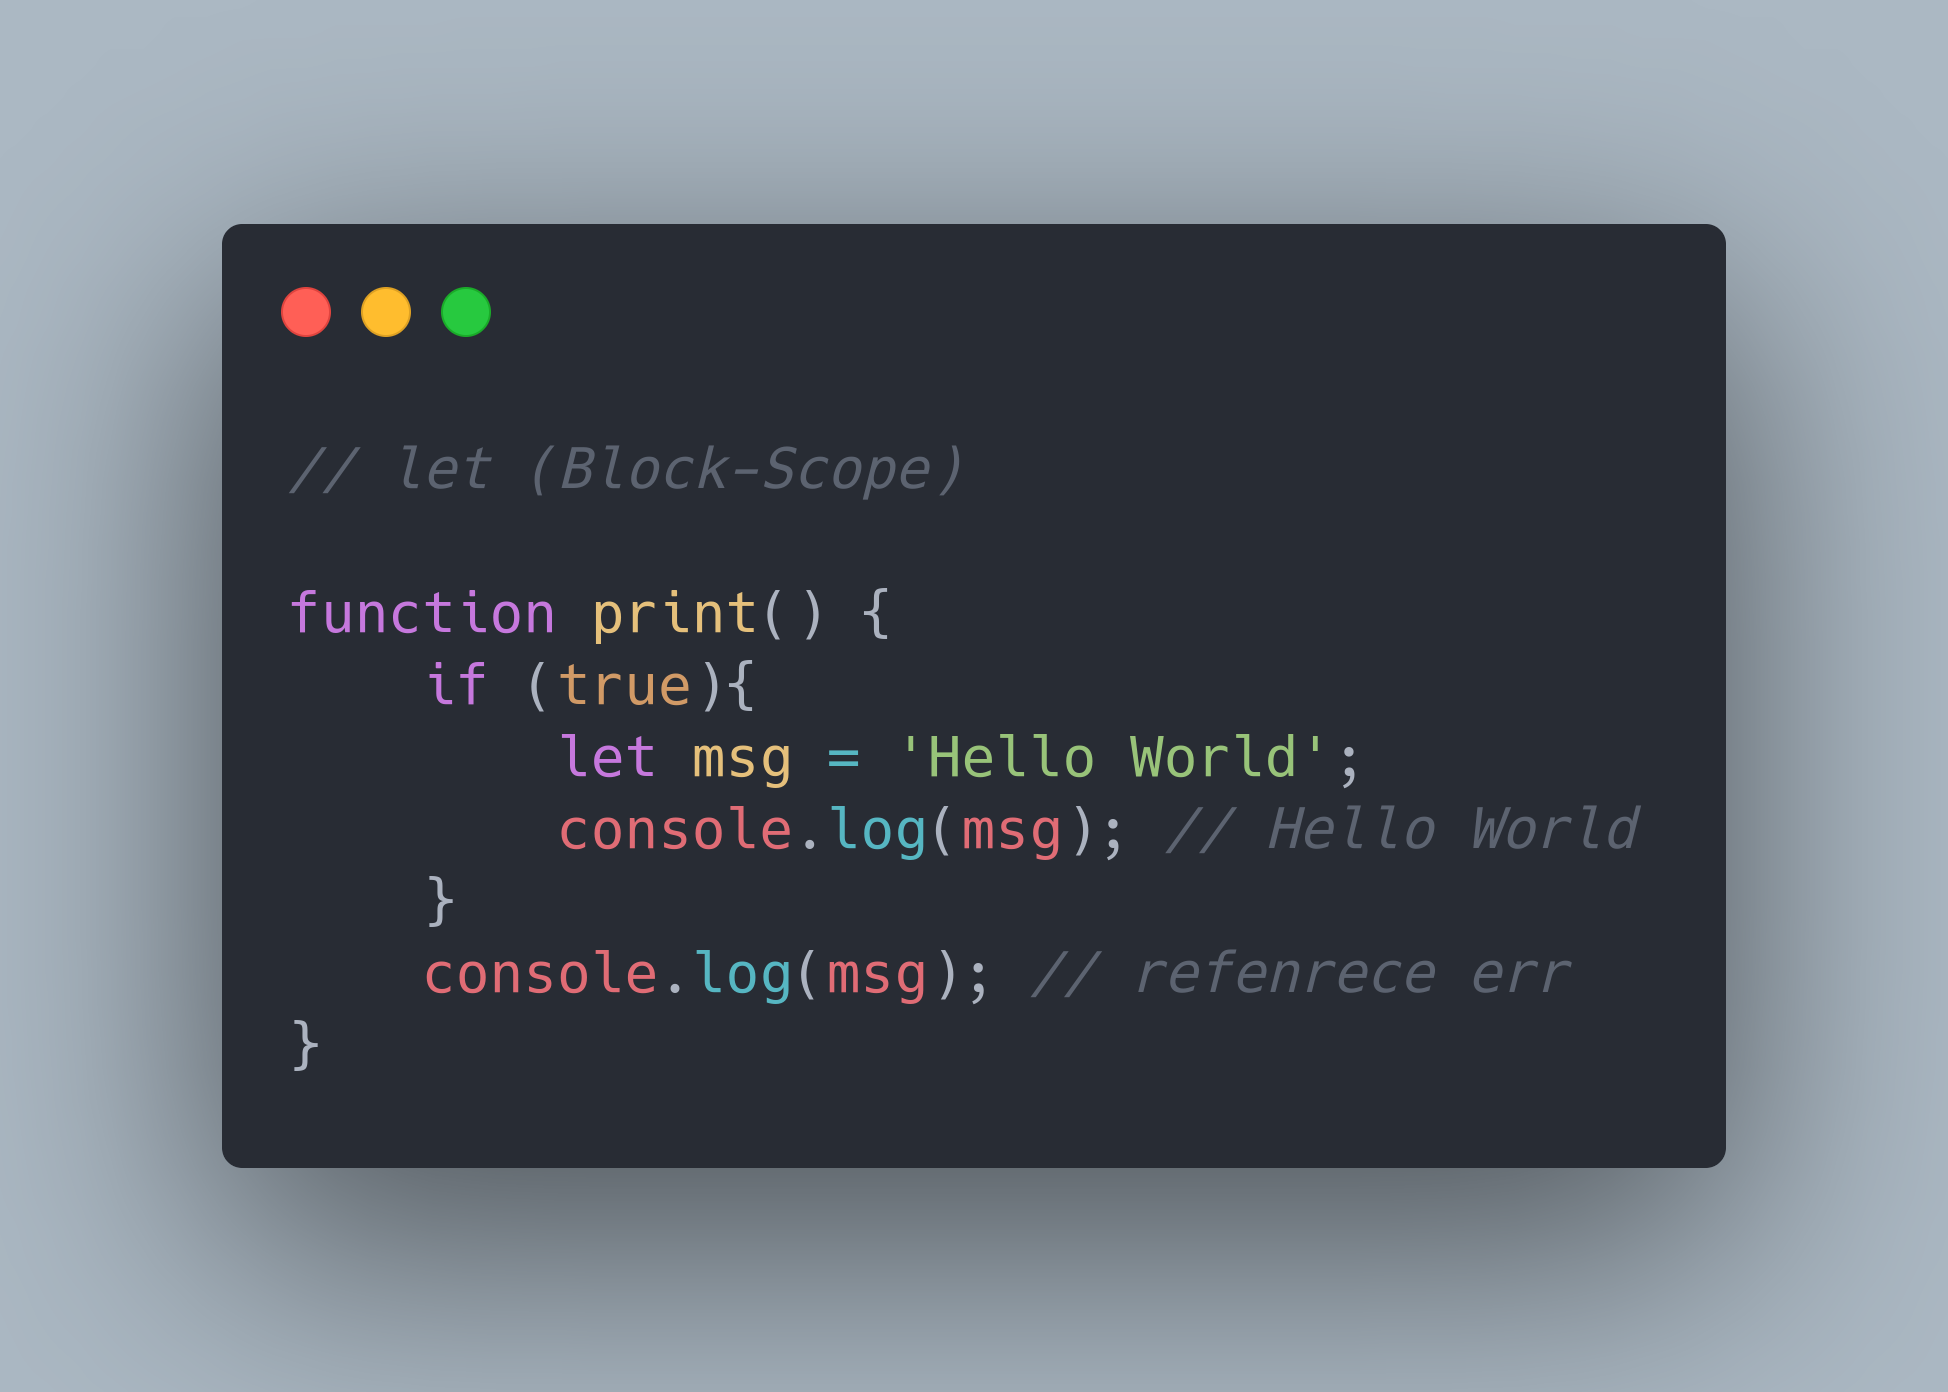 // let (Block-Scope)
function print() {
if (true){
let msg = 'Hello World';
console.log(msg); // Hello World
}
console.log(msg); // refenrece err
}